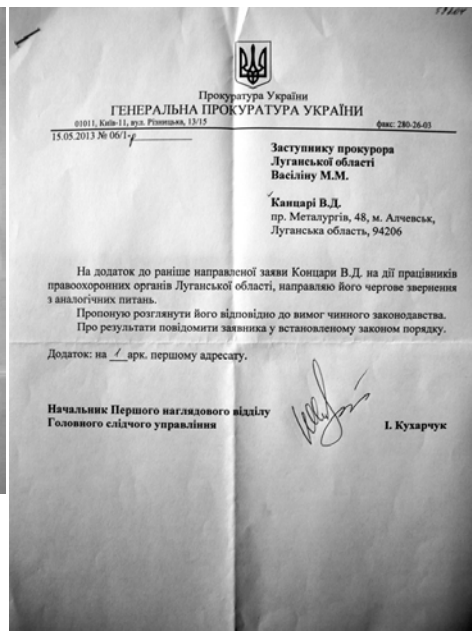 Прокуратура України
ГЕНЕРАЛЬНА ПРОКУРАТУРА УКРАЇНИ
01011, Київ-11, вул. Різницька, 13/15 факс: 280-26-03
15.05.2013 № 06/1-р
Заступнику прокурора
Луганської області
Васіліну М.М.
Канцарі В.Д.
пр. Металургів, 48, м. Алчевськ,
Луганська область, 94206
На додаток до раніше направленої заяви Концари В.Д. на дії працівників
правоохоронних органів Луганської області, направляю його чергове звернення
з аналогічних питань.
Пропоную розглянути його відповідно до вимог чинного законодавства.
Про результати повідомити заявника у встановленому законом порядку.
Додаток: на 1 арк. першому адресату.
Начальник Першого наглядового відділу
Головного слідчого управління І. Кухарчук